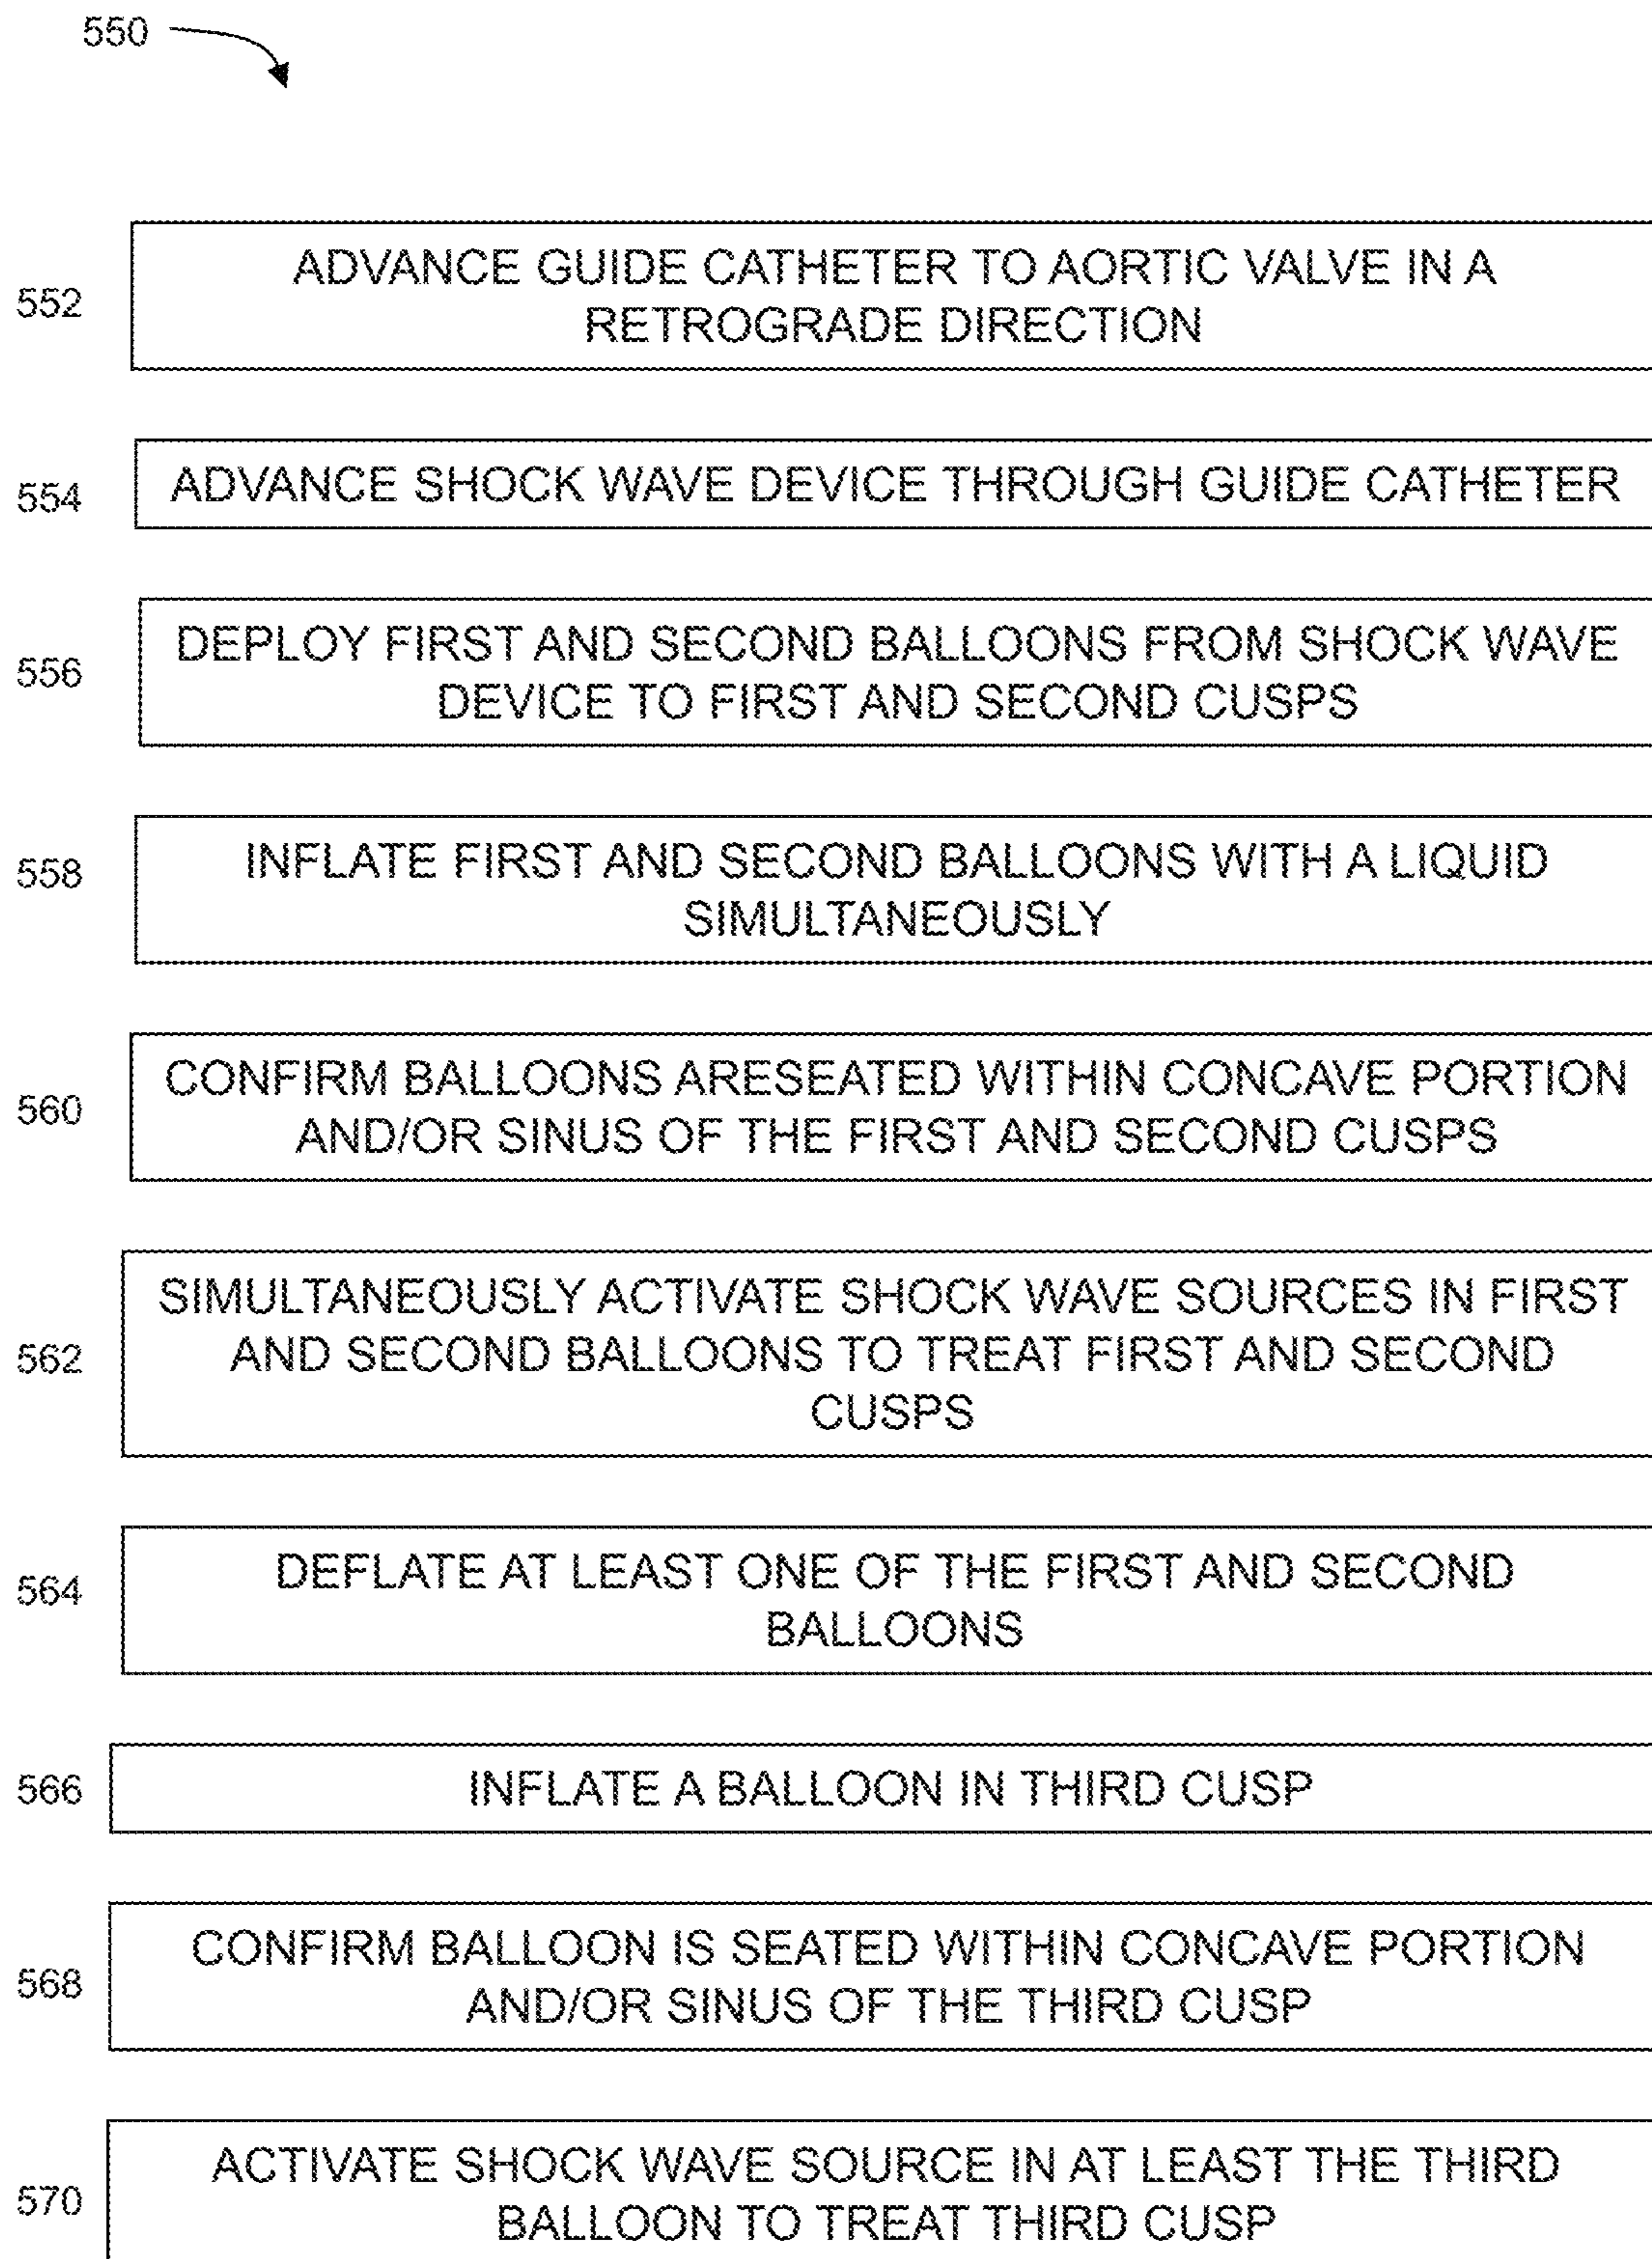 550
552
ADVANCE GUIDE CATHETER TO AORTIC VALVE IN A
RETROGRADE DIRECTION
554
ADVANCE SHOCK WAVE DEVICE THROUGH GUIDE CATHETER
556
DEPLOY FIRST AND SECOND BALLOONS FROM SHOCK WAVE
DEVICE TO FIRST AND SECOND CUSPS
558
INFLATE FIRST AND SECOND BALLOONS WITH A LIQUID
SIMULTANEOUSLY
560
CONFIRM BALLOONS ARESEATED WITHIN CONCAVE PORTION
AND/OR SINUS OF THE FIRST AND SECOND CUSPS
562
SIMULTANEOUSLY ACTIVATE SHOCK WAVE SOURCES IN FIRST
AND SECOND BALLOONS TO TREAT FIRST AND SECOND
CUSPS
564
DEFLATE AT LEAST ONE OF THE FIRST AND SECOND
BALLOONS
566
INFLATE A BALLOON IN THIRD CUSP
568
CONFIRM BALLOON IS SEATED WITHIN CONCAVE PORTION
AND/OR SINUS OF THE THIRD CUSP
570
ACTIVATE SHOCK WAVE SOURCE IN AT LEAST THE THIRD
BALLOON TO TREAT THIRD CUSP